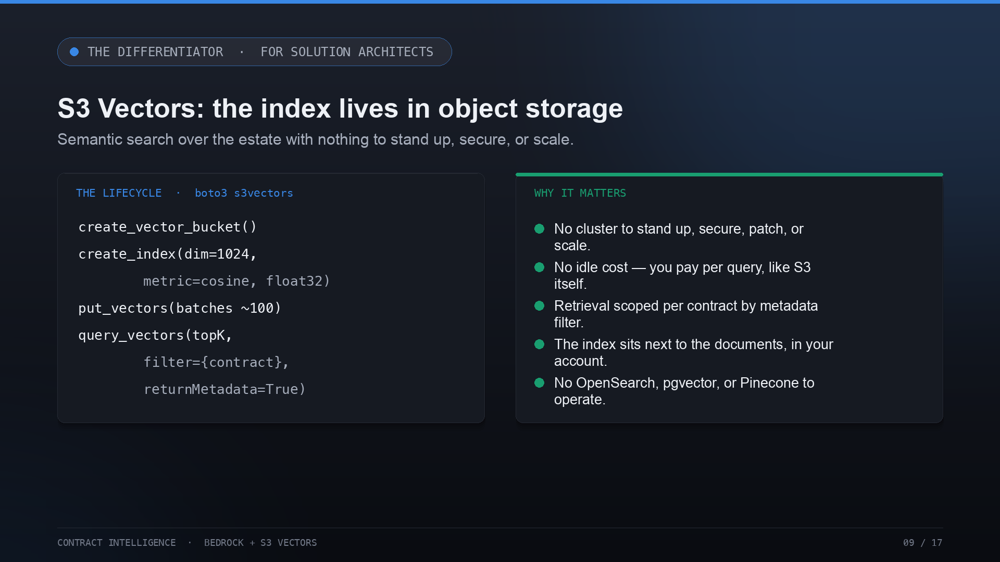 THE DIFFERENTIATOR · FOR SOLUTION ARCHITECTS
S3 Vectors: the index lives in object storage
Semantic search over the estate with nothing to stand up, secure, or scale.
THE LIFECYCLE · boto3 s3vectors
create_vector_bucket()
create_index(dim=1024,
metric=cosine, float32)
put_vectors(batches ~100)
query_vectors(topK,
filter={contract},
returnMetadata=True)
WHY IT MATTERS
No cluster to stand up, secure, patch, or
scale.
No idle cost — you pay per query, like S3
itself.
Retrieval scoped per contract by metadata
filter.
The index sits next to the documents, in your
account.
No OpenSearch, pgvector, or Pinecone to
operate.
CONTRACT INTELLIGENCE · BEDROCK + S3 VECTORS
09 / 17